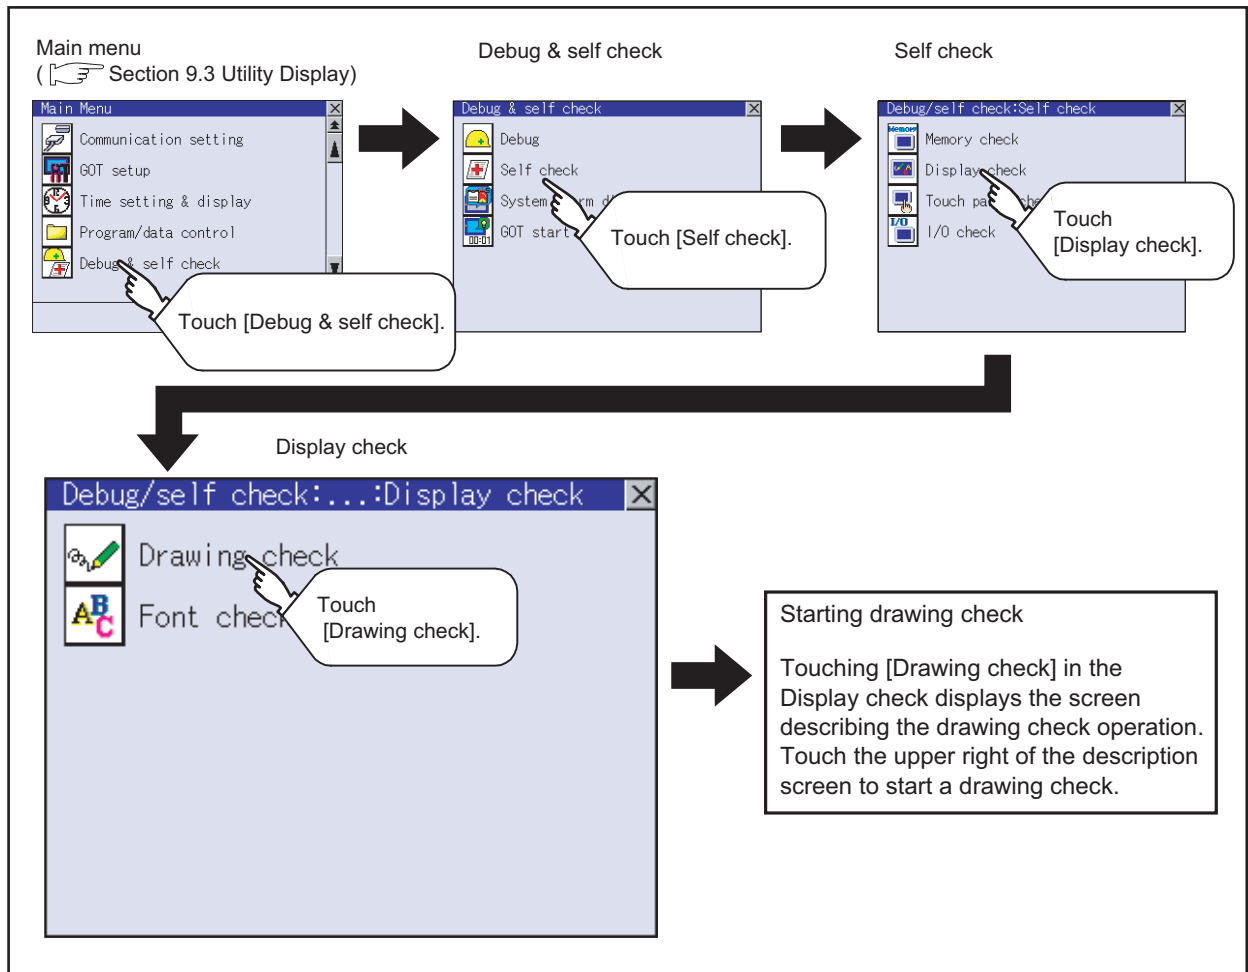 Main menu
( Section 9.3 Utility Display)
Main Menu
Communication setting
GOT setup
Time setting & display
Program/data control
Debug & self check
Touch [Debug & self check].
Debug & self check
Debug & self check
Debug
Self check
System
GOT start
00:01
Touch [Self check].
Self check
Debug/self check:Self check
Memory
Memory check
Display check
Touch
I/O
I/O check
Touch
[Display check].
Display check
Debug/self check:...:Display check
Drawing check
ABC
Font check
Touch
[Drawing check].
Starting drawing check
Touching [Drawing check] in the
Display check displays the screen
describing the drawing check operation.
Touch the upper right of the description
screen to start a drawing check.